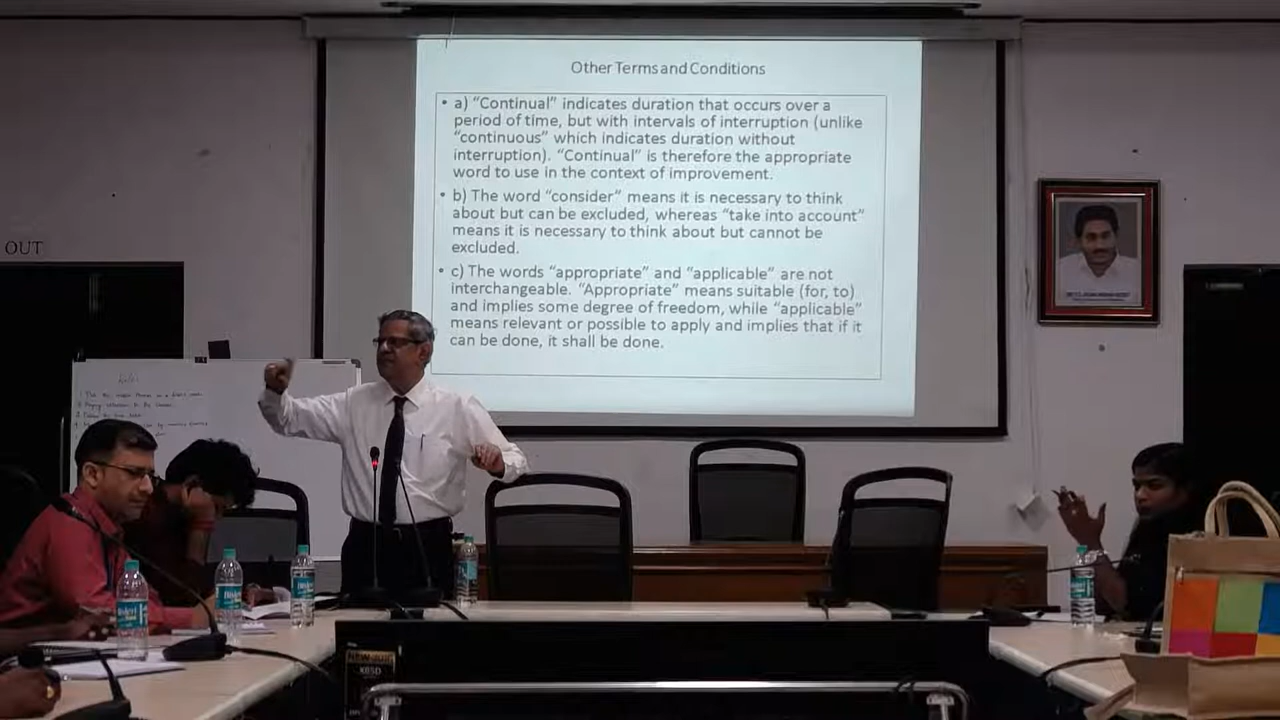 Other Terms and Conditions
• a) “Continual” indicates duration that occurs over a
period of time, but with intervals of interruption (unlike
“continuous” which indicates duration without
interruption). “Continual” is therefore the appropriate
word to use in the context of improvement.
• b) The word “consider” means it is necessary to think
about but can be excluded, whereas “take into account”
means it is necessary to think about but cannot be
excluded.
• c) The words “appropriate” and “applicable” are not
interchangeable. “Appropriate” means suitable (for, to)
and implies some degree of freedom, while “applicable”
means relevant or possible to apply and implies that if it
can be done, it shall be done.
OUT
Rules
Bisleri
Bisleri
Bisleri